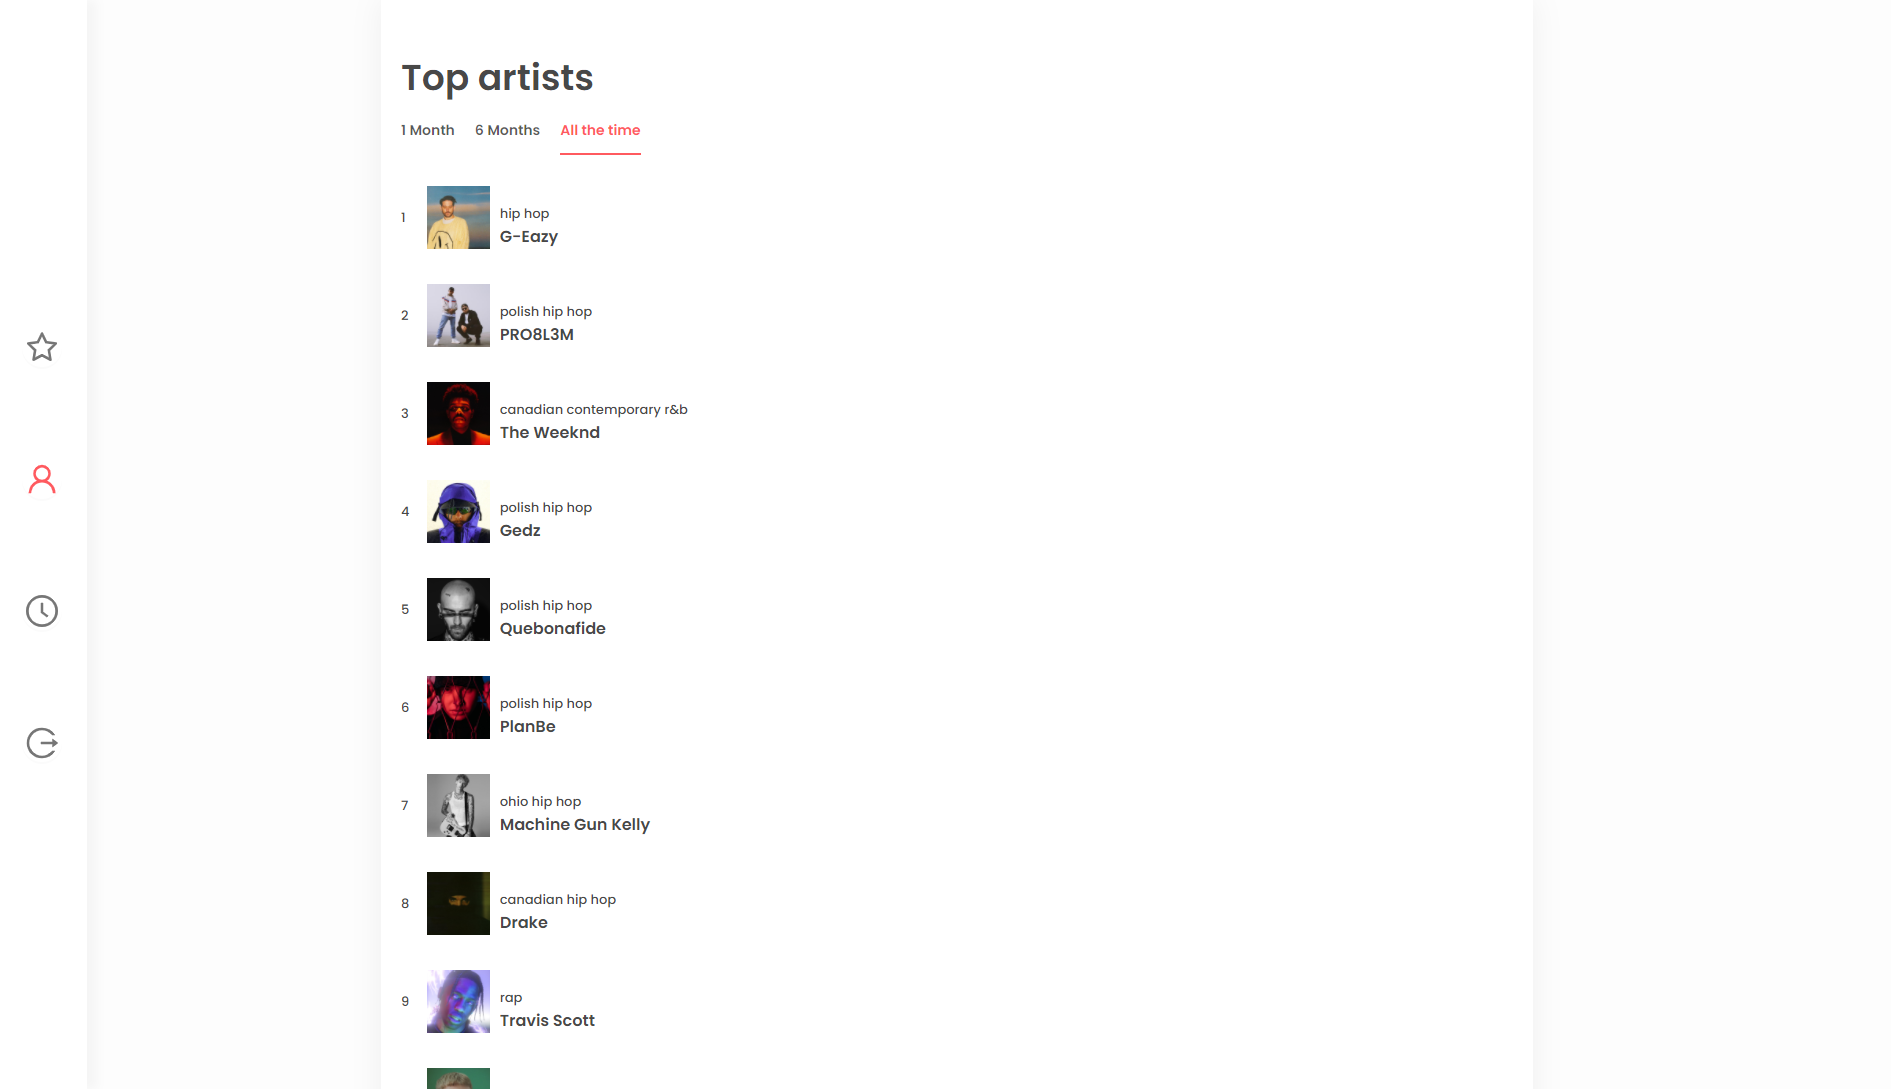 Top artists
1 Month 6 Months All the time
1
hip hop
G-Eazy
2
polish hip hop
PRO8L3M
3
canadian contemporary r&b
The Weeknd
4
polish hip hop
Gedz
5
polish hip hop
Quebonafide
6
polish hip hop
PlanBe
7
ohio hip hop
Machine Gun Kelly
8
canadian hip hop
Drake
9
rap
Travis Scott